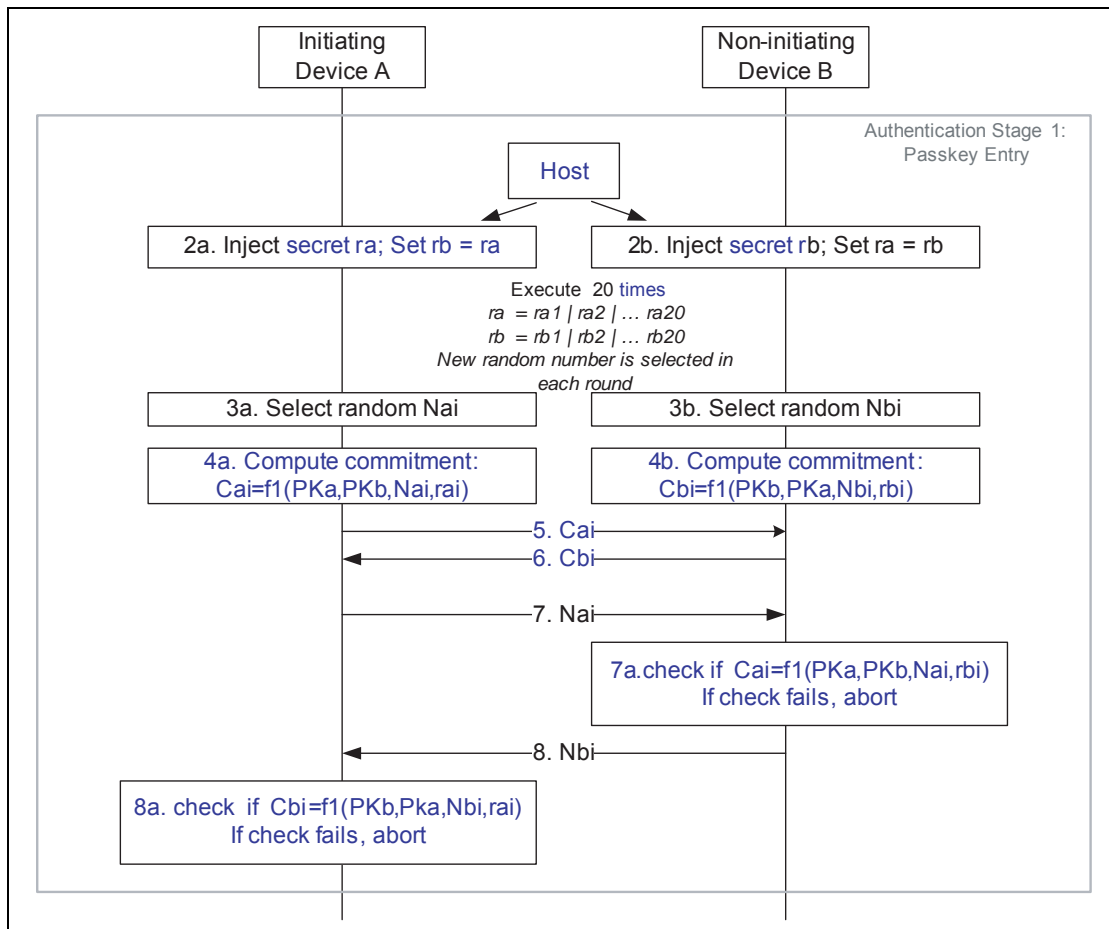 Initiating
Device A
Non-initiating
Device B
Authentication Stage 1:
Passkey Entry
Host
2a. Inject secret ra; Set rb = ra
2b. Inject secret rb; Set ra = rb
Execute 20 times
ra = ra1 | ra2 | … ra20
rb = rb1 | rb2 | … rb20
New random number is selected in
each round
3a. Select random Nai
3b. Select random Nbi
4a. Compute commitment:
Cai=f1(PKa,PKb,Nai,rai)
4b. Compute commitment:
Cbi=f1(PKb,PKa,Nbi,rbi)
5. Cai
6. Cbi
7. Nai
7a.check if Cai=f1(PKa,PKb,Nai,rbi)
If check fails, abort
8. Nbi
8a. check if Cbi=f1(PKb,Pka,Nbi,rai)
If check fails, abort